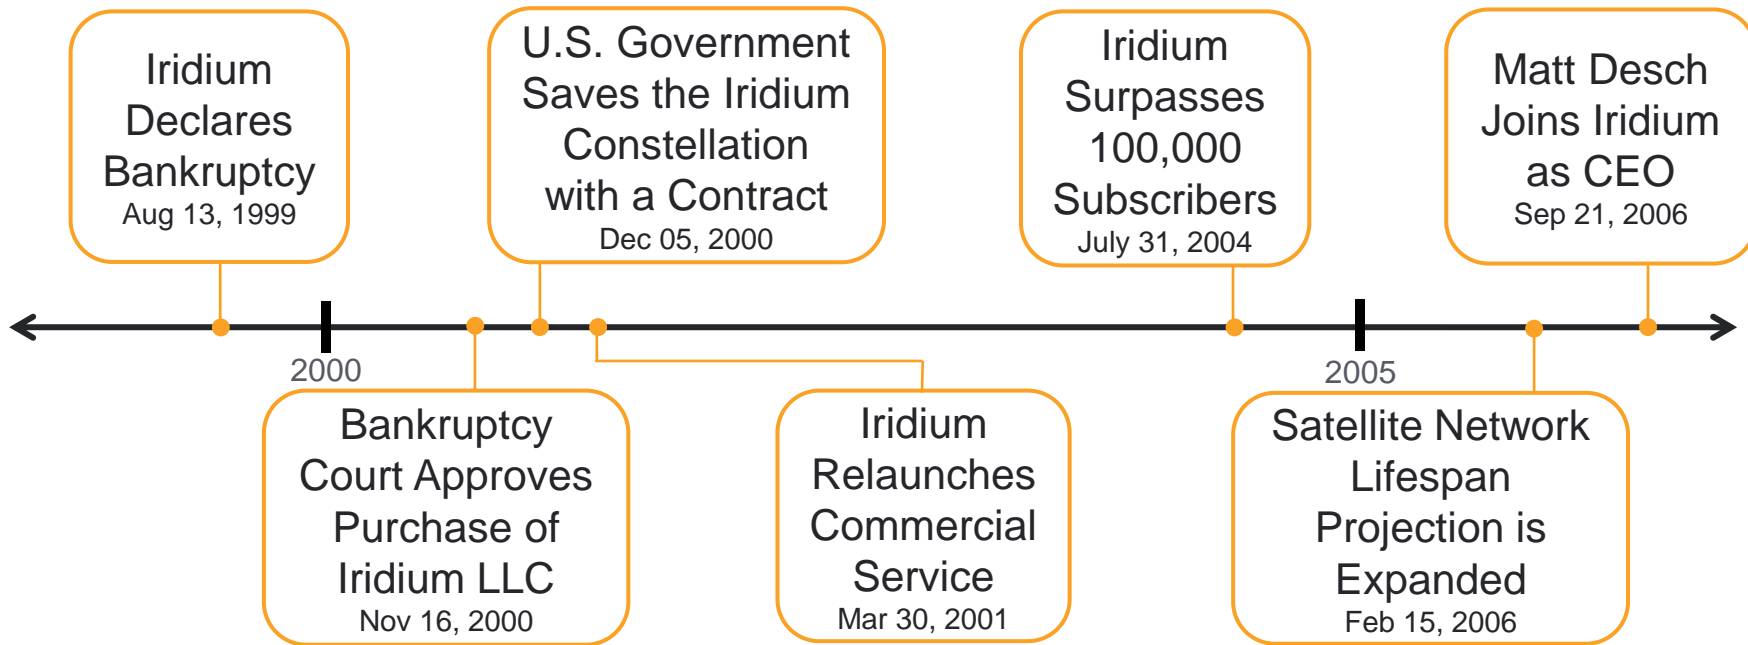 Iridium
Declares
Bankruptcy
Aug 13, 1999
U.S. Government
Saves the Iridium
Constellation
with a Contract
Dec 05, 2000
Iridium
Surpasses
100,000
Subscribers
July 31, 2004
Matt Desch
Joins Iridium
as CEO
Sep 21, 2006
2000
2005
Bankruptcy
Court Approves
Purchase of
Iridium LLC
Nov 16, 2000
Iridium
Relaunches
Commercial
Service
Mar 30, 2001
Satellite Network
Lifespan
Projection is
Expanded
Feb 15, 2006